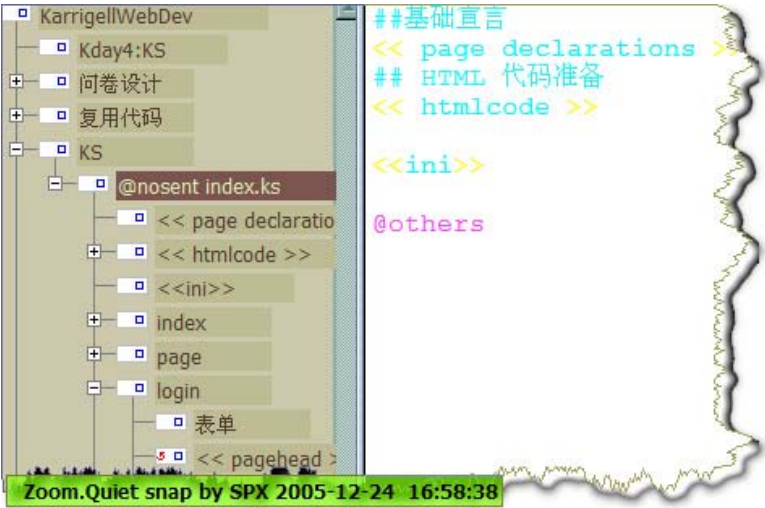 KarrigellWebDev
Kday4:KS
问卷设计
复用代码
KS
@nosent index.ks
<< page declaratio
<< htmlcode >>
<<ini>>
index
page
login
表单
<< pagehead >
##基础宣言
<< page declarations >>
## HTML 代码准备
<< htmlcode >>
<<ini>>
@others
Zoom.Quiet snap by SPX 2005-12-24 16:58:38